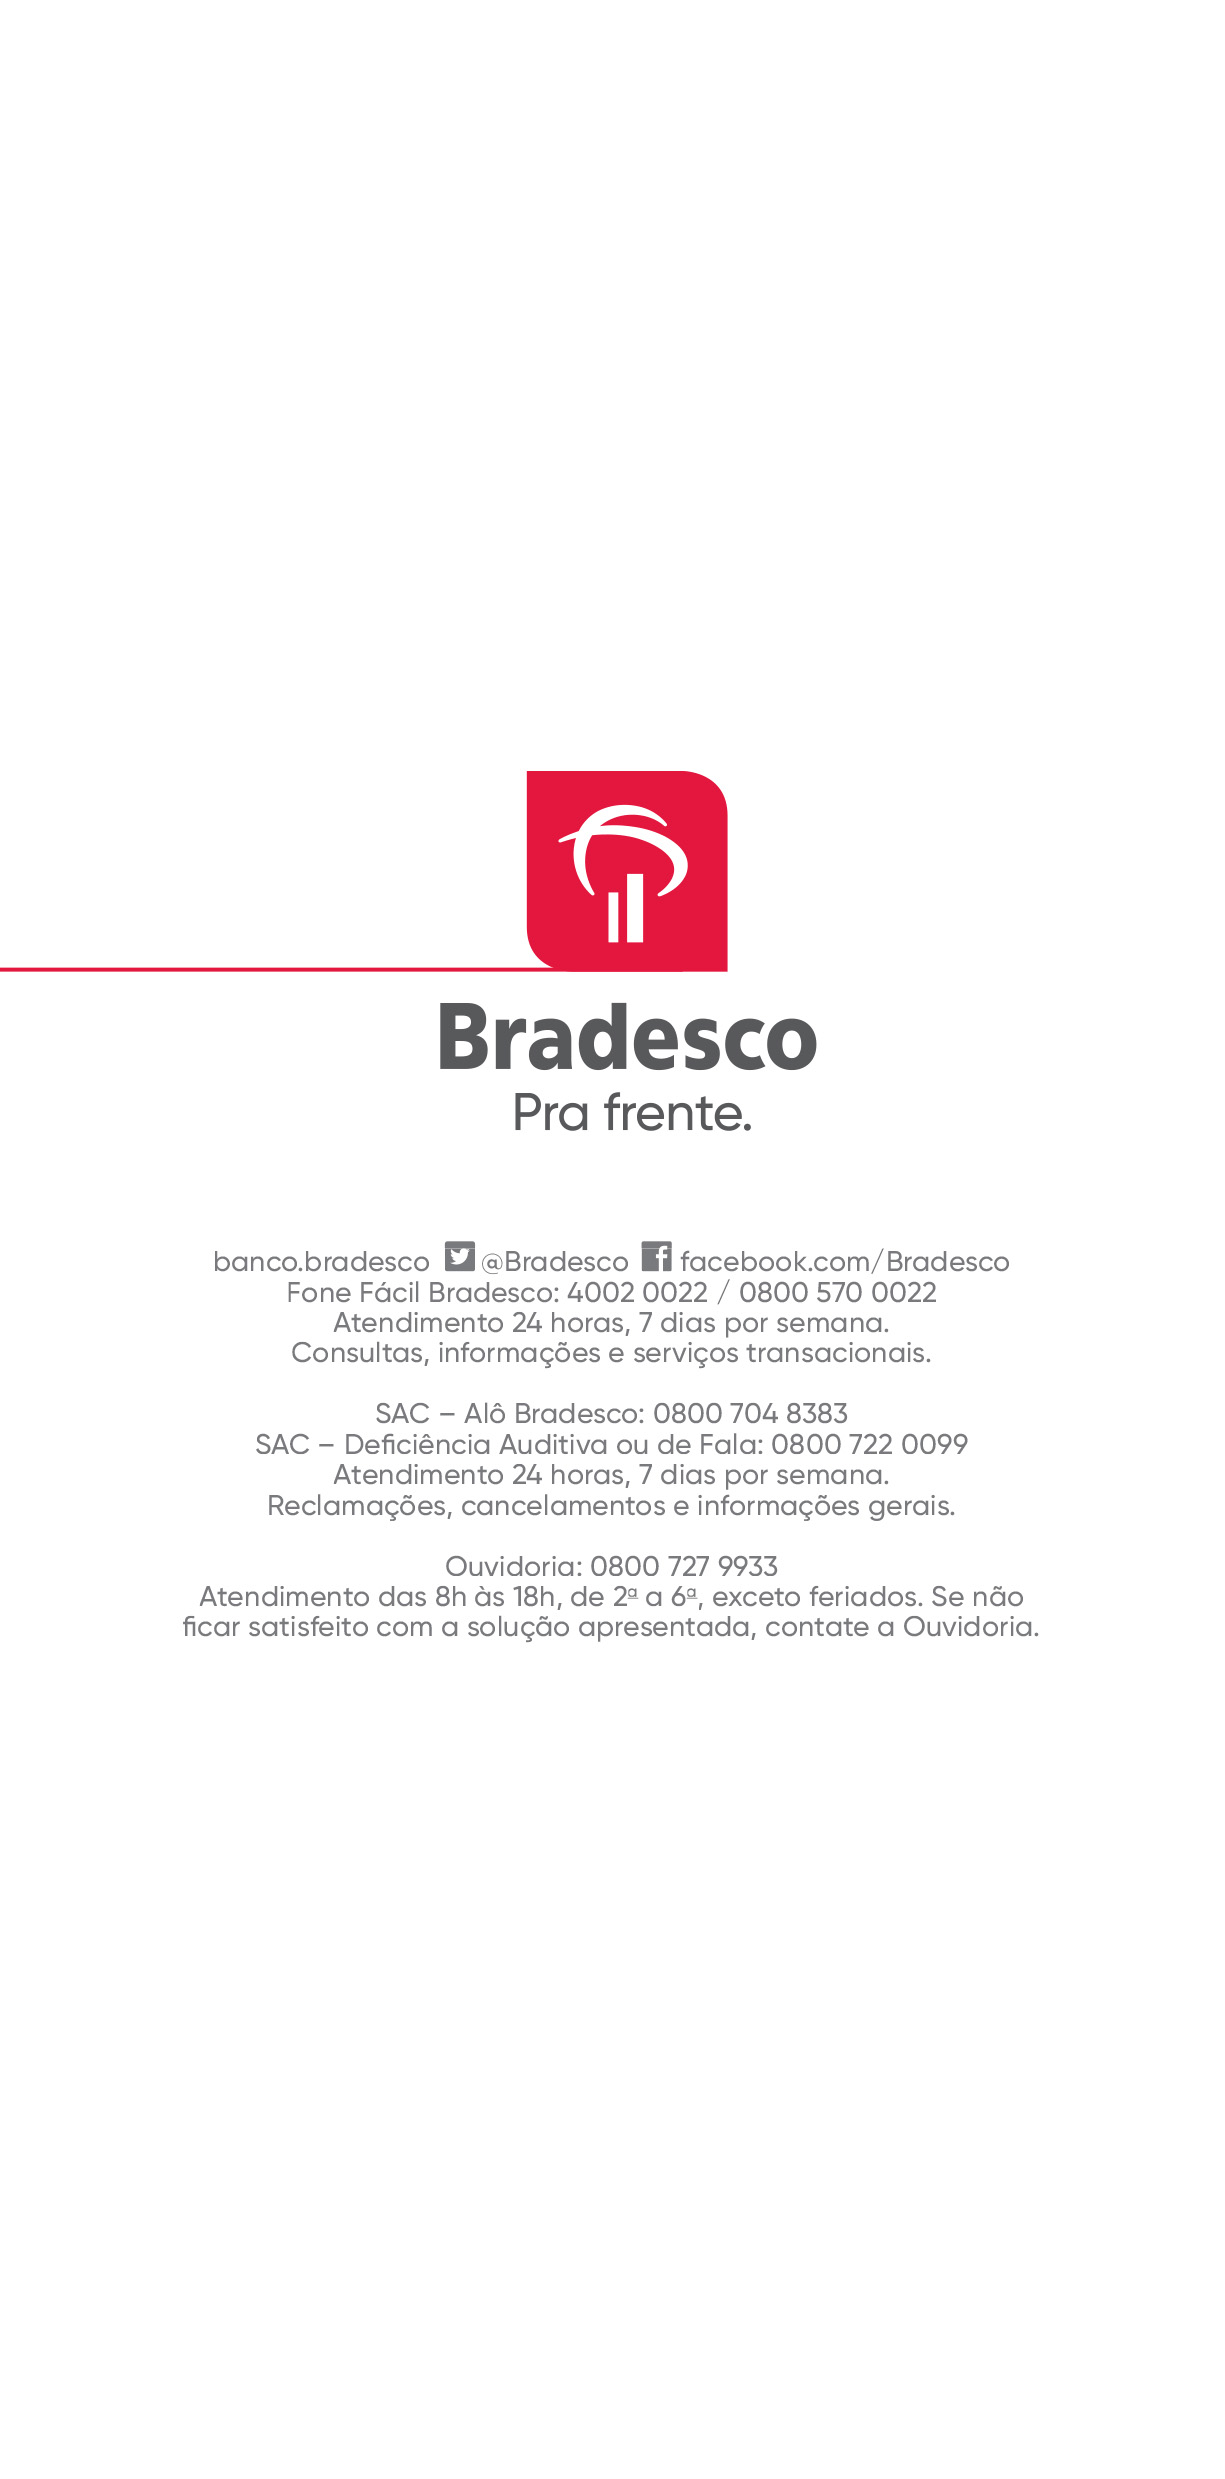 Bradesco
Pra frente.
banco.bradesco @Bradesco facebook.com/Bradesco
Fone Fácil Bradesco: 4002 0022 / 0800 570 0022
Atendimento 24 horas, 7 dias por semana.
Consultas, informações e serviços transacionais.
SAC – Alô Bradesco: 0800 704 8383
SAC – Deficiência Auditiva ou de Fala: 0800 722 0099
Atendimento 24 horas, 7 dias por semana.
Reclamações, cancelamentos e informações gerais.
Ouvidoria: 0800 727 9933
Atendimento das 8h às 18h, de 2ª a 6ª, exceto feriados. Se não
ficar satisfeito com a solução apresentada, contate a Ouvidoria.